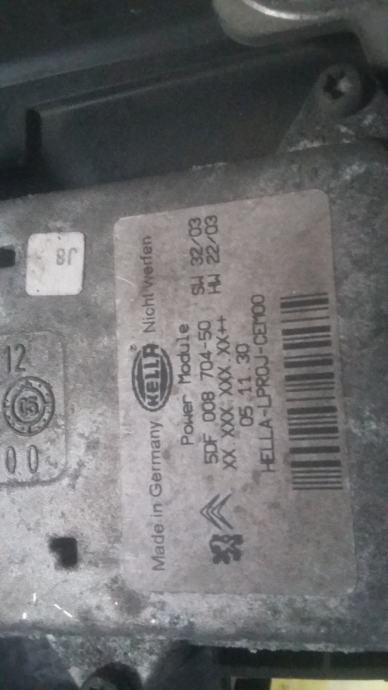 Made in Germany HELLA Nicht werfen
Power Module
5DF 008 704-50 SW 32/03
XX XXX XXX XX++ HW 22/03
05 11 30
HELLA-LPROJ-CEM00
J8
12
13
00